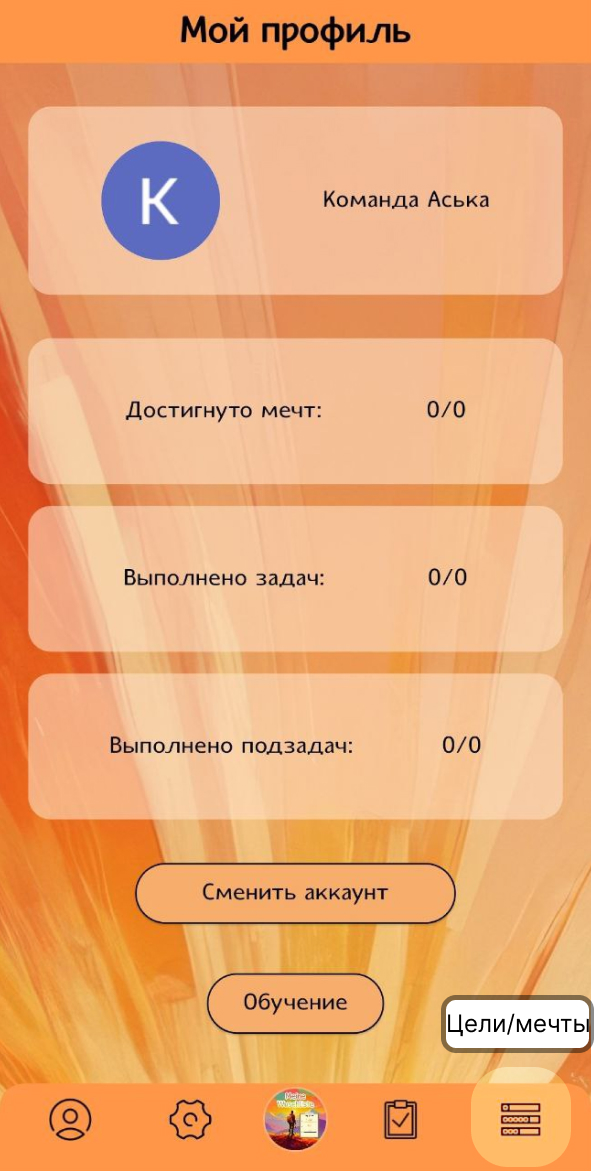 Мой профиль
К
Команда Аська
Достигнуто мечт: 0/0
Выполнено задач: 0/0
Выполнено подзадач: 0/0
Сменить аккаунт
Обучение
Цели/мечты